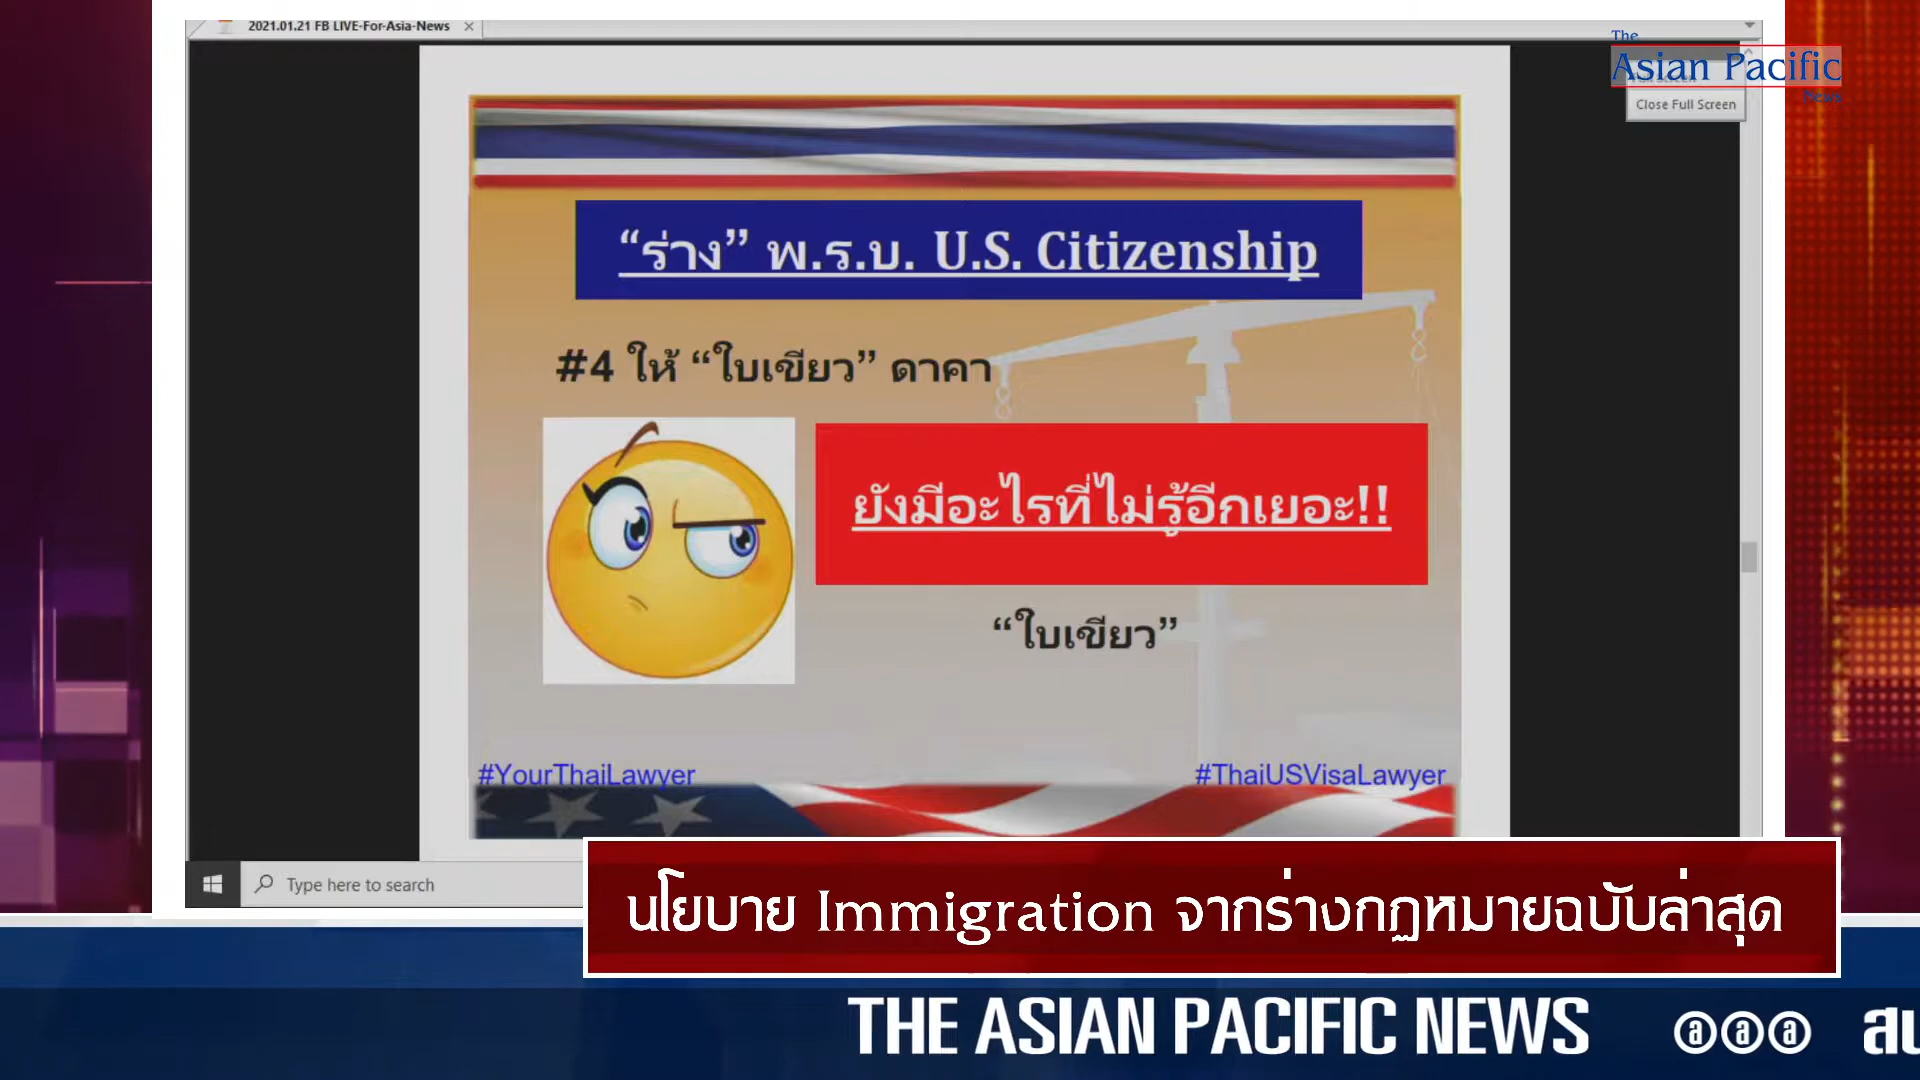 2021.01.21 FB LIVE-For-Asia-News
The
Asian Pacific
News
Close Full Screen
“ร่าง” พ.ร.บ. U.S. Citizenship
#4 ให้ “ใบเขียว” ดาคา
ยังมีอะไรที่ไม่รู้อีกเยอะ!!
“ใบเขียว”
#YourThaiLawyer
#ThaiUSVisaLawyer
Type here to search
นโยบาย Immigration จากร่างกฎหมายฉบับล่าสุด
THE ASIAN PACIFIC NEWS